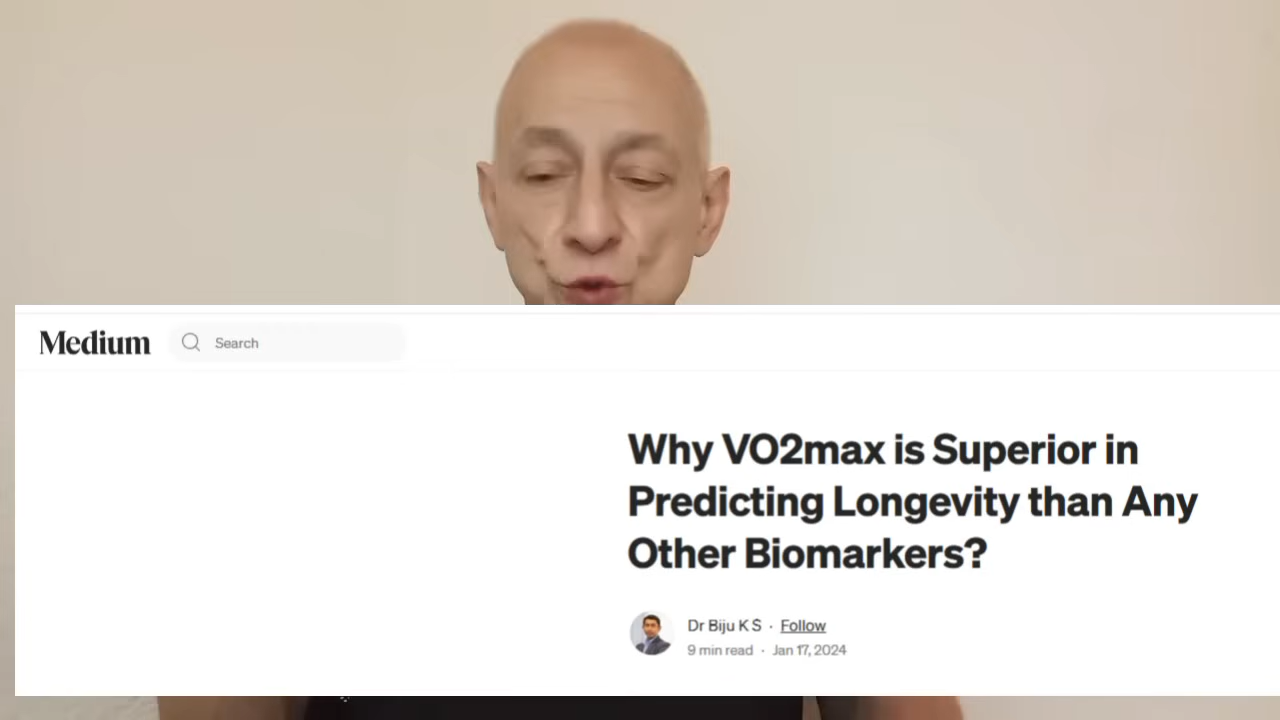 Medium
Search
Why VO2max is Superior in
Predicting Longevity than Any
Other Biomarkers?
Dr Biju K S · Follow
9 min read · Jan 17, 2024